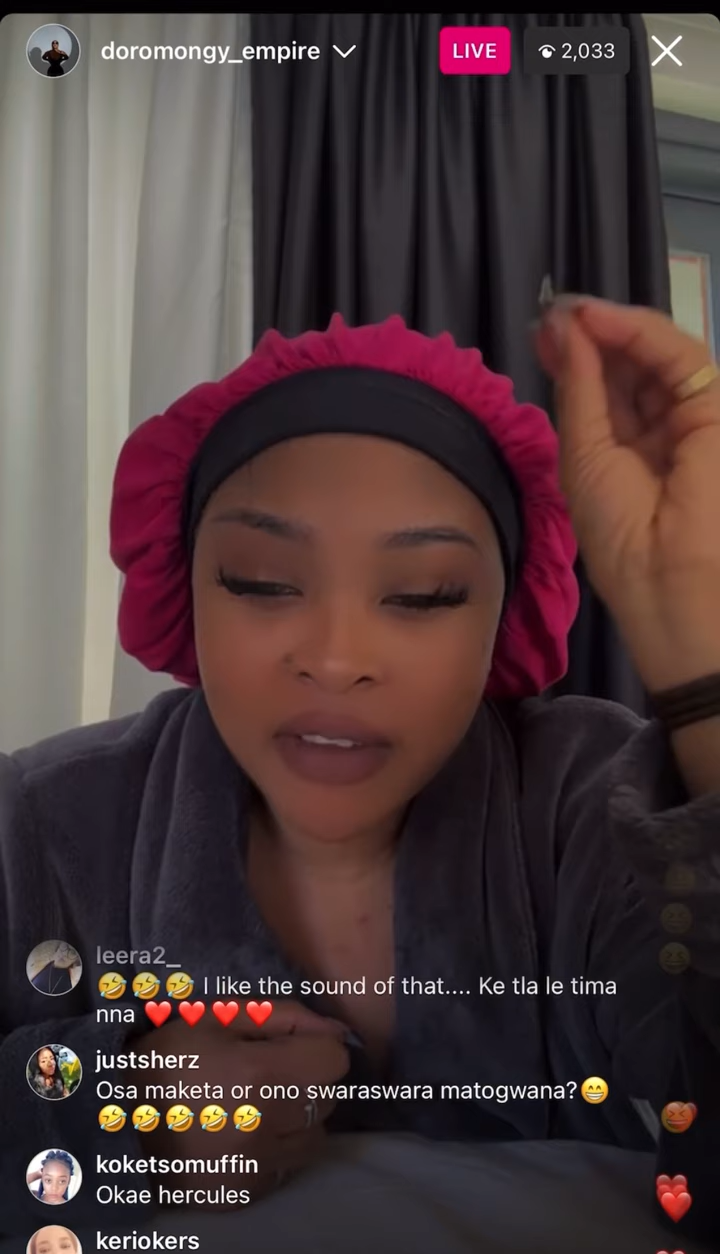 doromongy_empire
LIVE
2,033
leera2_
🤣🤣🤣 I like the sound of that.... Ke tla le tima
nna ❤️❤️❤️❤️
justsherz
Osa maketa or ono swaraswara matogwana?😁
🤣🤣🤣🤣🤣
koketsomuffin
Okae hercules
keriokers